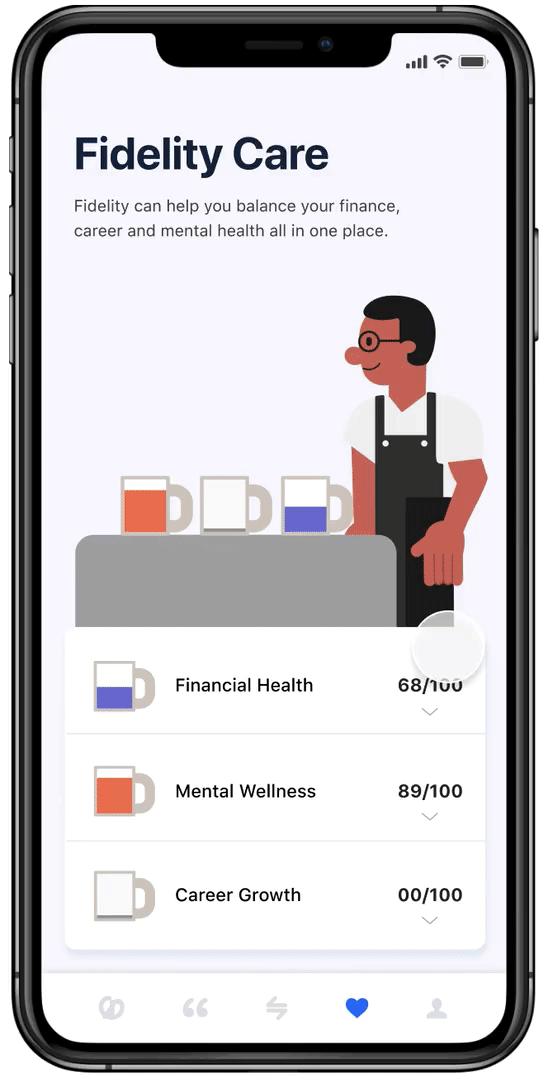 Fidelity Care
Fidelity can help you balance your finance,
career and mental health all in one place.
Financial Health 68/100
Mental Wellness 89/100
Career Growth 00/100